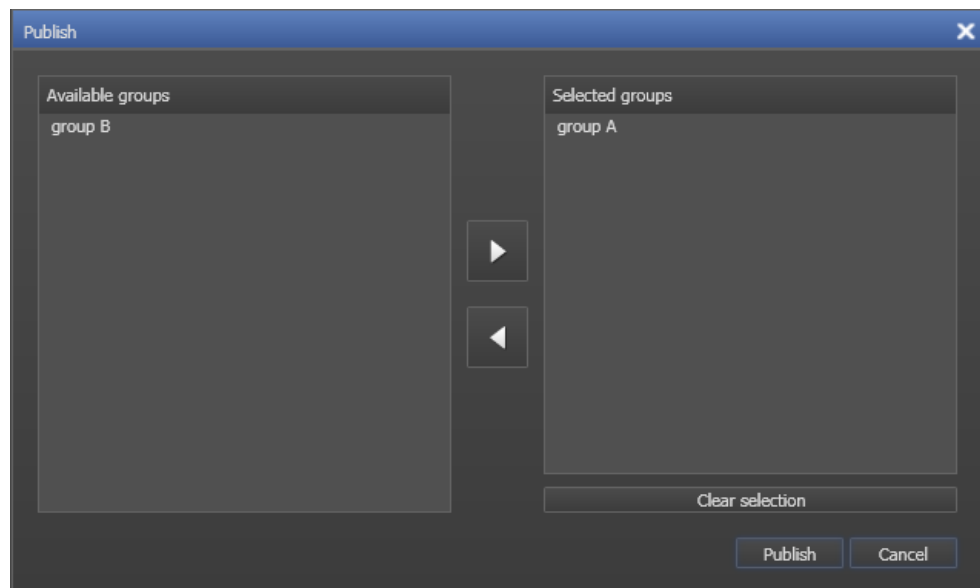 Publish
Available groups
group B
Selected groups
group A
Clear selection
Publish
Cancel